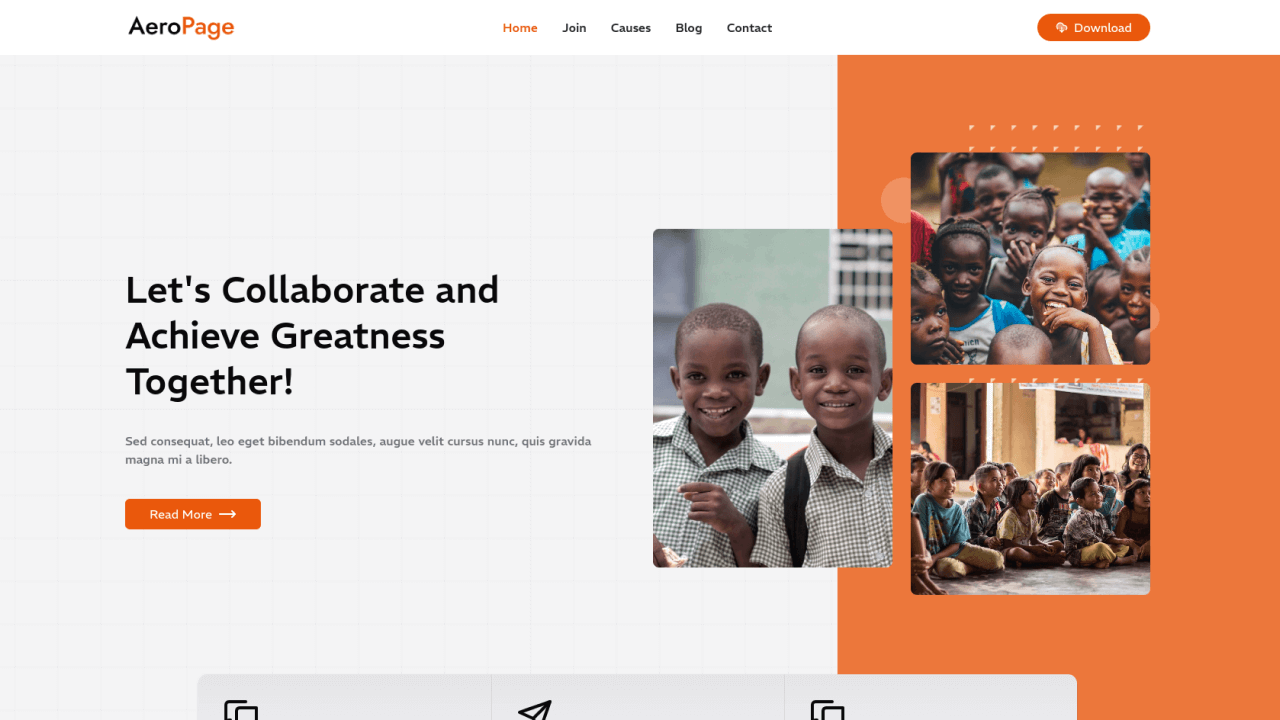 AeroPage
Home Join Causes Blog Contact
Download
Let's Collaborate and
Achieve Greatness
Together!
Sed consequat, leo eget bibendum sodales, augue velit cursus nunc, quis gravida
magna mi a libero.
Read More